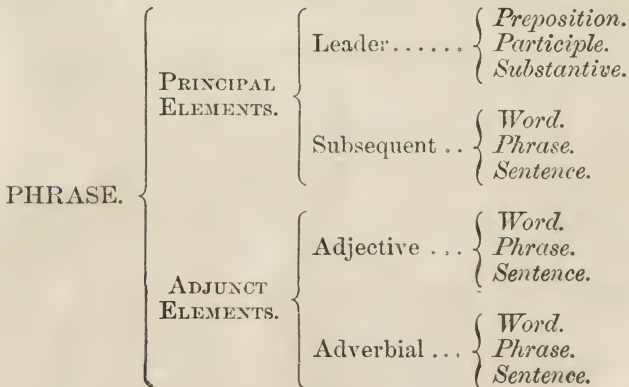 PHRASE.
PRINCIPAL
ELEMENTS.
Leader......
Preposition.
Participle.
Substantive.
Subsequent ..
Word.
Phrase.
Sentence.
ADJUNCT
ELEMENTS.
Adjective ...
Word.
Phrase.
Sentence.
Adverbial ...
Word.
Phrase.
Sentence.